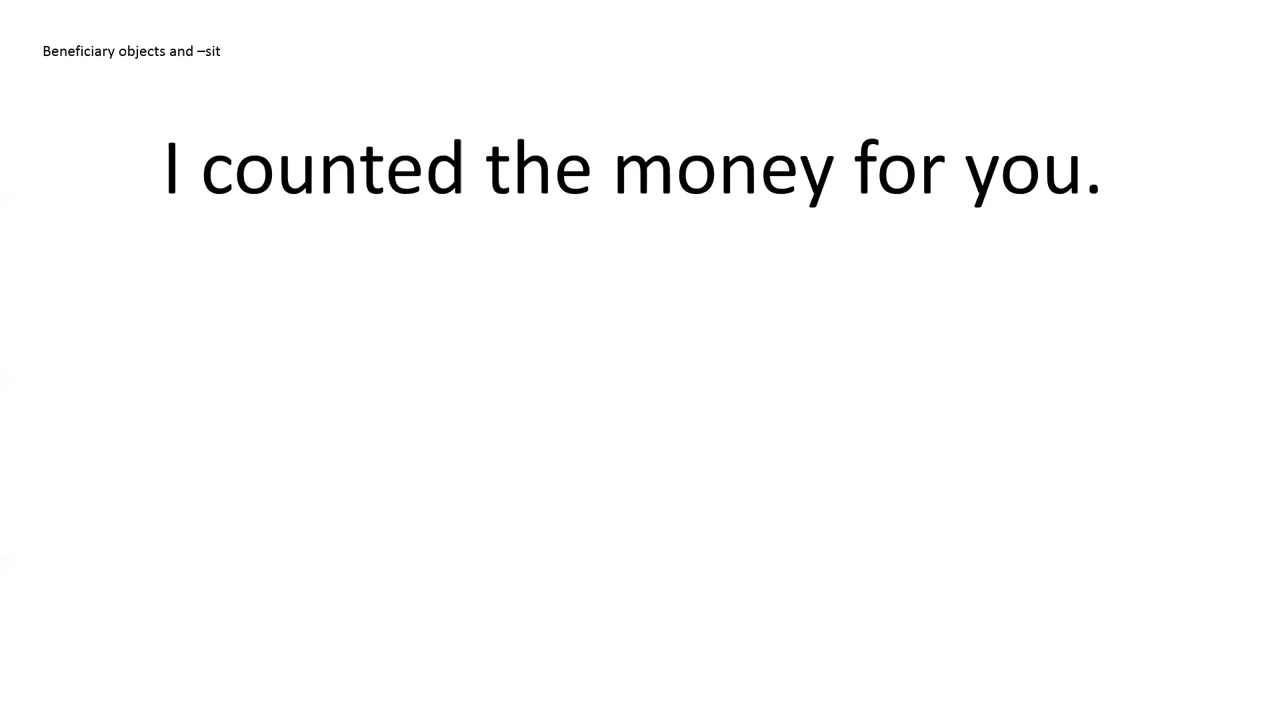 Beneficiary objects and –sit
I counted the money for you.